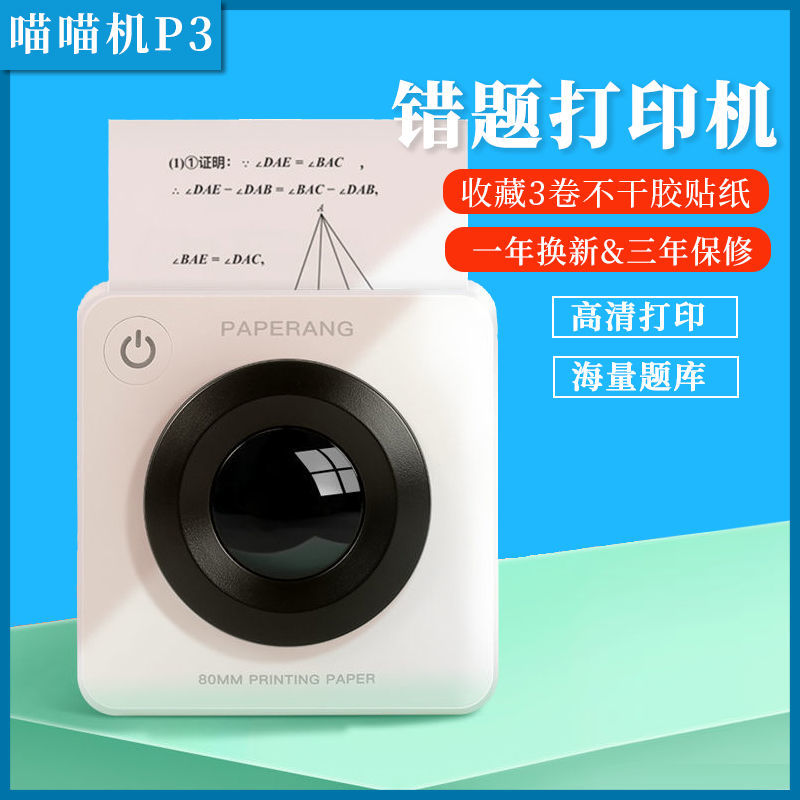 喵喵机P3
错题打印机
收藏3卷不干胶贴纸
一年换新&三年保修
高清打印
海量题库
(1)①证明：∵ ∠DAE = ∠BAC ，
∴ ∠DAE − ∠DAB = ∠BAC − ∠DAB,
A
∠BAE = ∠DAC,
PAPERANG
80MM PRINTING PAPER